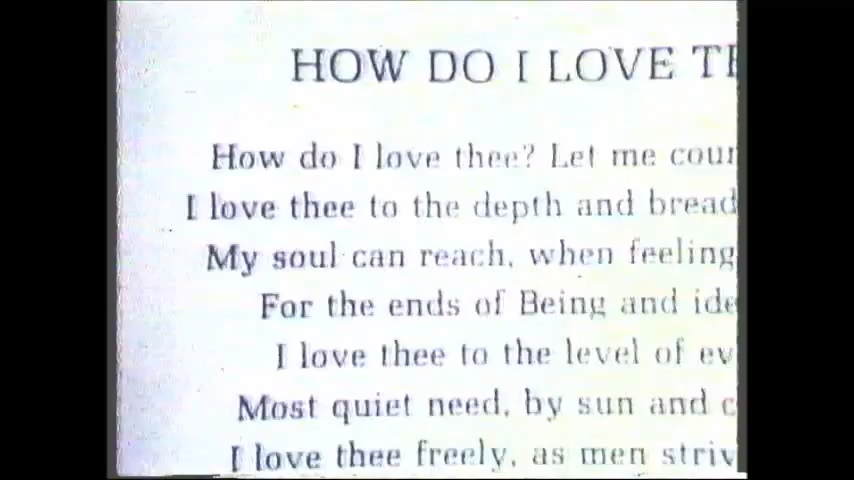 HOW DO I LOVE TH
How do I love thee? Let me coun
I love thee to the depth and bread
My soul can reach, when feeling
For the ends of Being and ide
I love thee to the level of ev
Most quiet need, by sun and c
I love thee freely, as men striv